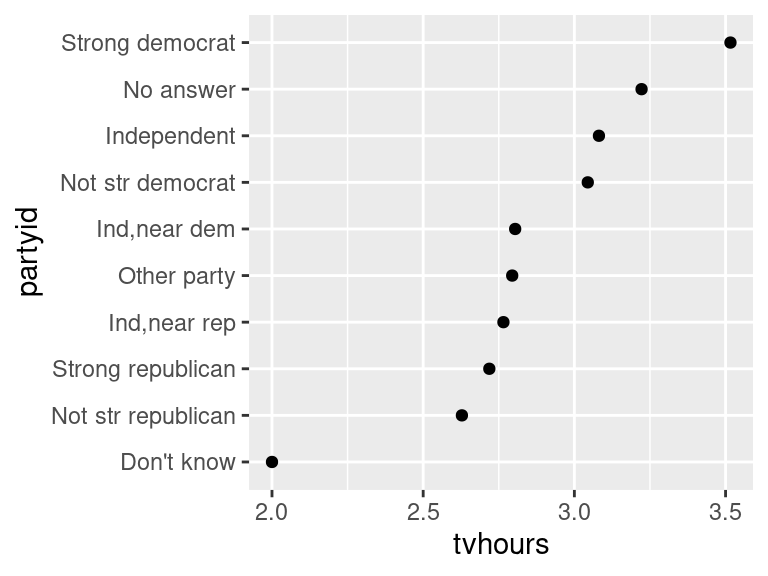 Strong democrat
No answer
Independent
Not str democrat
Ind,near dem
Other party
Ind,near rep
Strong republican
Not str republican
Don't know
partyid
2.0 2.5 3.0 3.5
tvhours